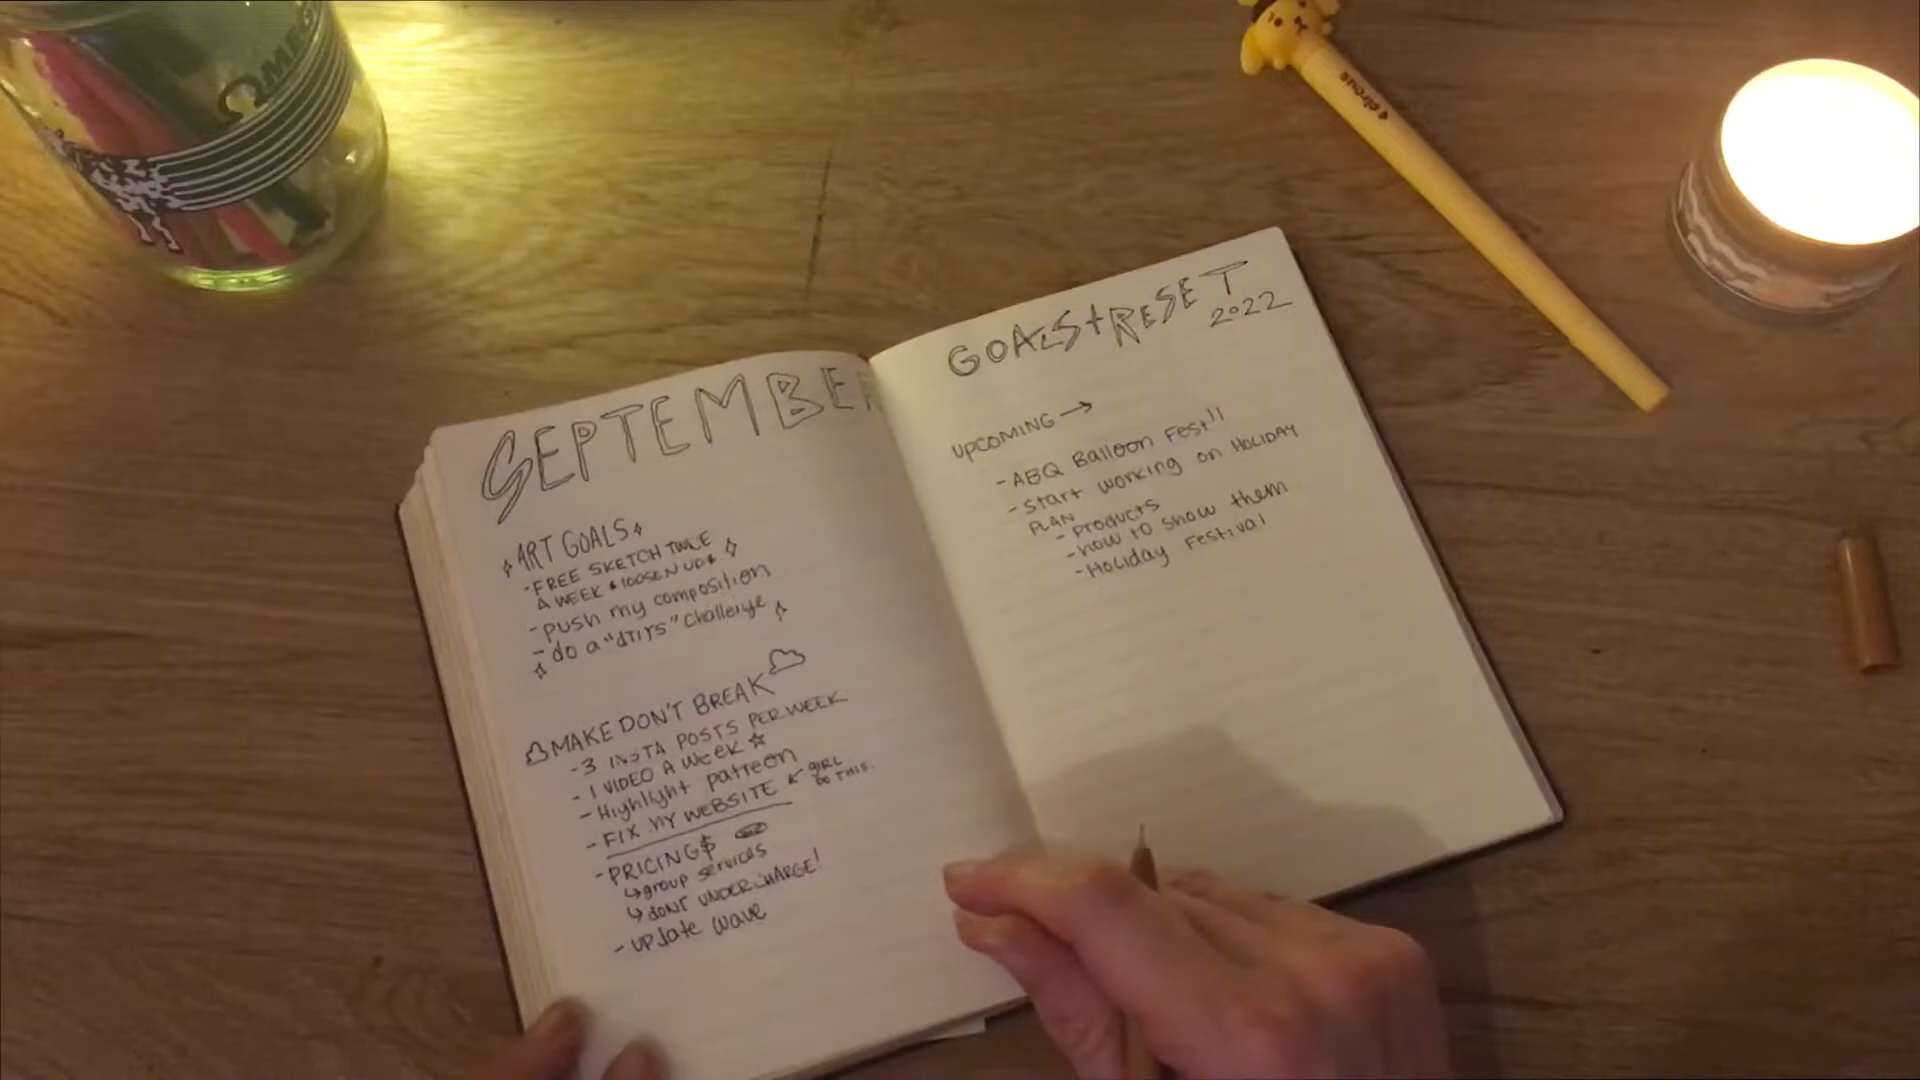 SEPTEMBER
✧ART GOALS✧
-FREE SKETCH TWICE
A WEEK & LOOSEN UP
-push my composition
-do a "dtiys" challenge
MAKE DON'T BREAK
-3 INSTA POSTS PER WEEK
-1 VIDEO A WEEK ☆
-Highlight patreon
-FIX MY WEBSITE ← GIRL
DO THIS.
-PRICING$
↳group services
↳DONT UNDERCHARGE!
-update wave
GOALS+RESET
2022
UPCOMING →
-ABQ Balloon Fest!!
-Start working on HOLIDAY
PLAN
-products
-how to show them
-Holiday Festival